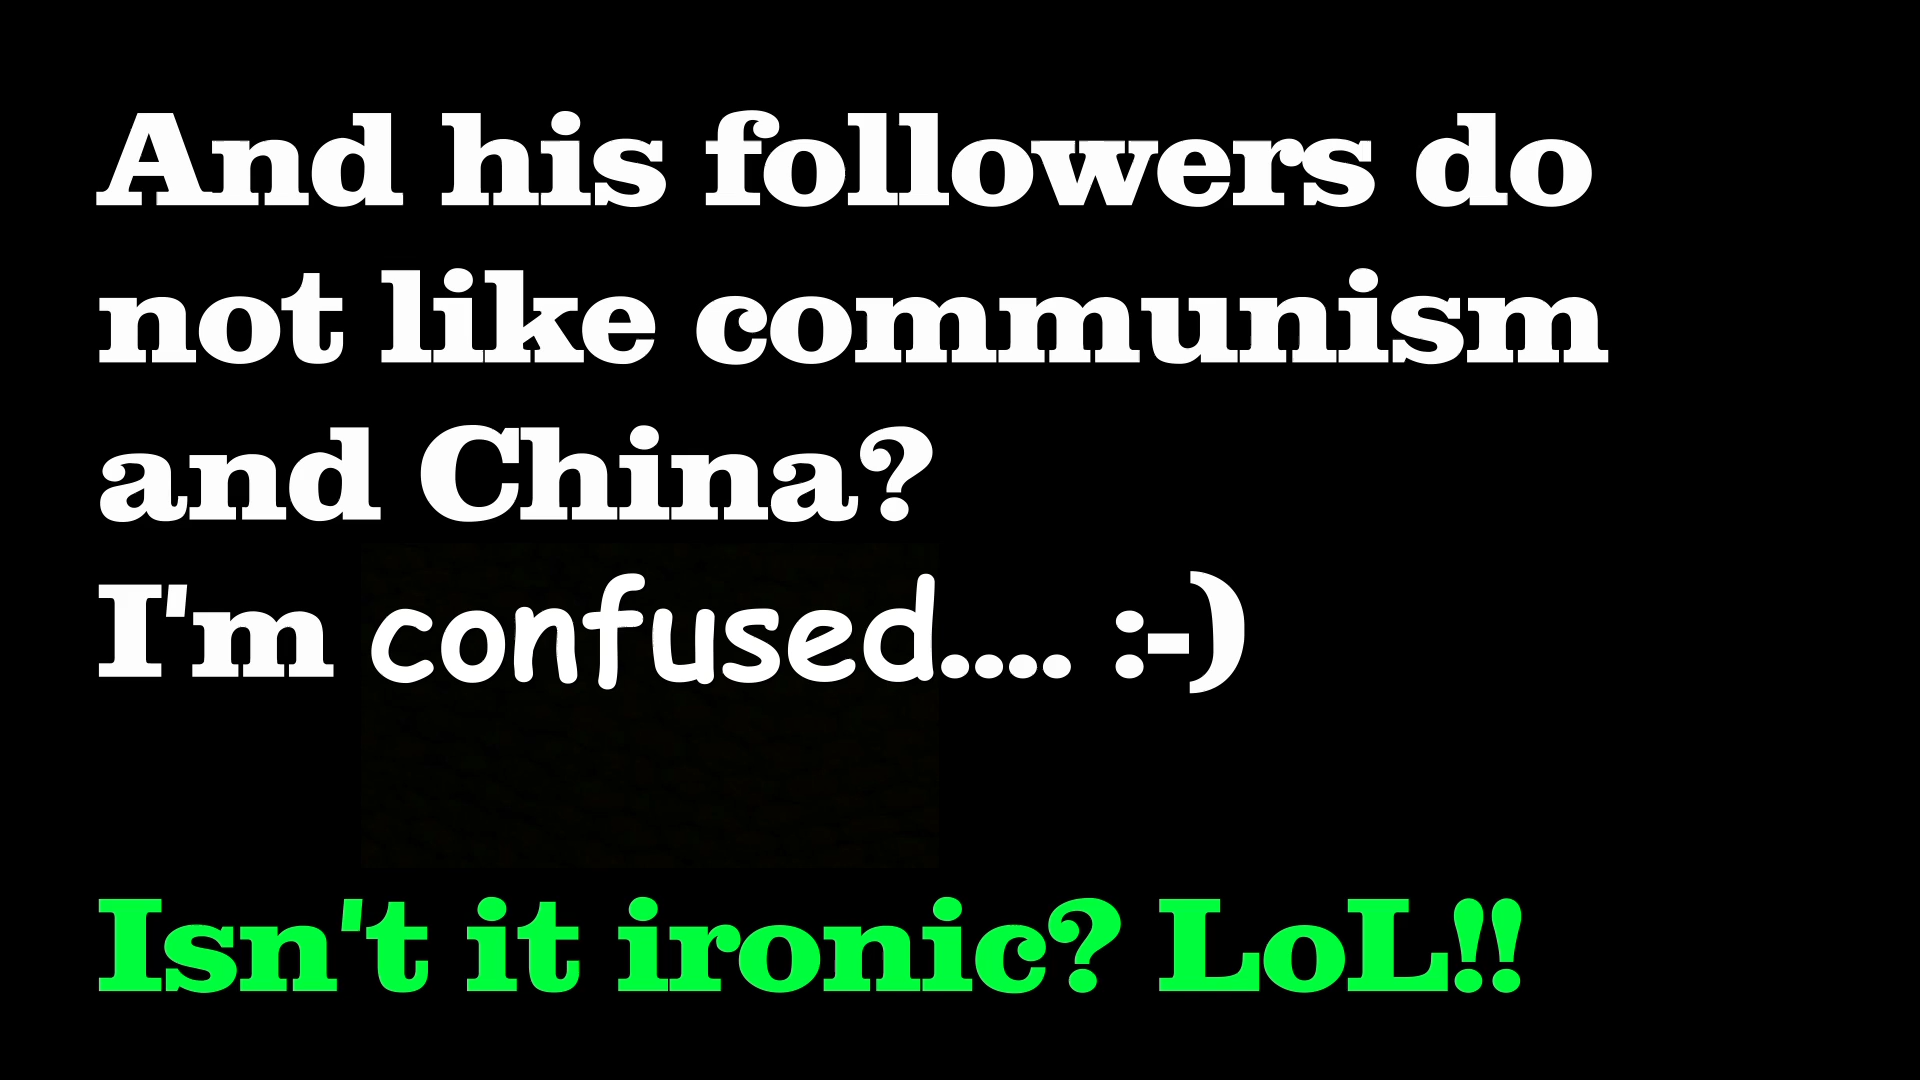 And his followers do
not like communism
and China?
I'm confused.... :-)
Isn't it ironic? LoL!!